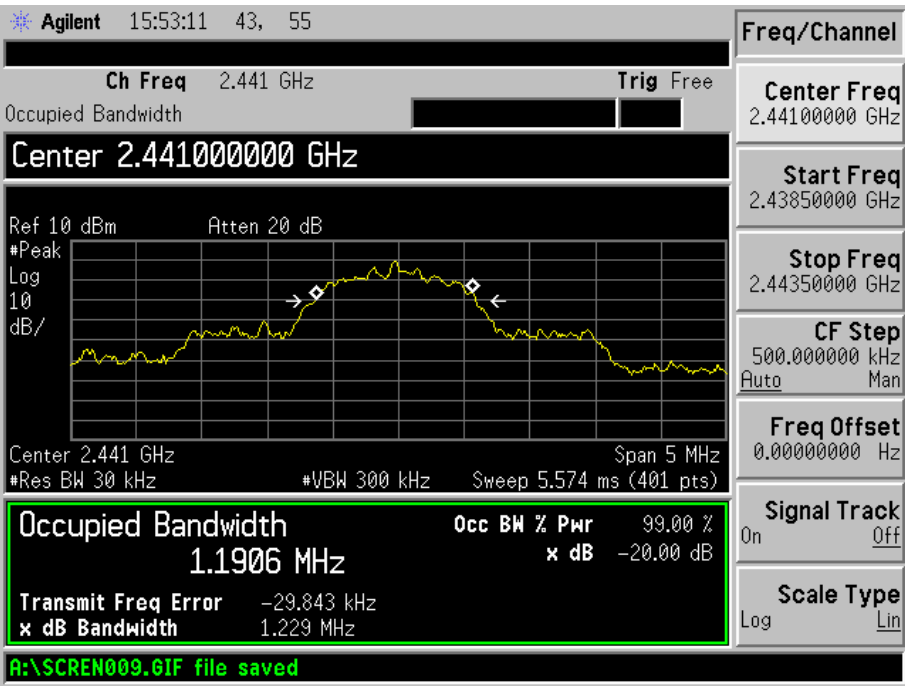 Agilent 15:53:11 43, 55
Ch Freq 2.441 GHz Trig Free
Occupied Bandwidth
Center 2.441000000 GHz
Ref 10 dBm Atten 20 dB
#Peak
Log
10
dB/
Center 2.441 GHz Span 5 MHz
#Res BW 30 kHz #VBW 300 kHz Sweep 5.574 ms (401 pts)
Occupied Bandwidth Occ BW % Pwr 99.00 %
1.1906 MHz x dB -20.00 dB
Transmit Freq Error -29.843 kHz
x dB Bandwidth 1.229 MHz
A:\SCREN009.GIF file saved
Freq/Channel
Center Freq
2.44100000 GHz
Start Freq
2.43850000 GHz
Stop Freq
2.44350000 GHz
CF Step
500.000000 kHz
Auto Man
Freq Offset
0.00000000 Hz
Signal Track
On Off
Scale Type
Log Lin